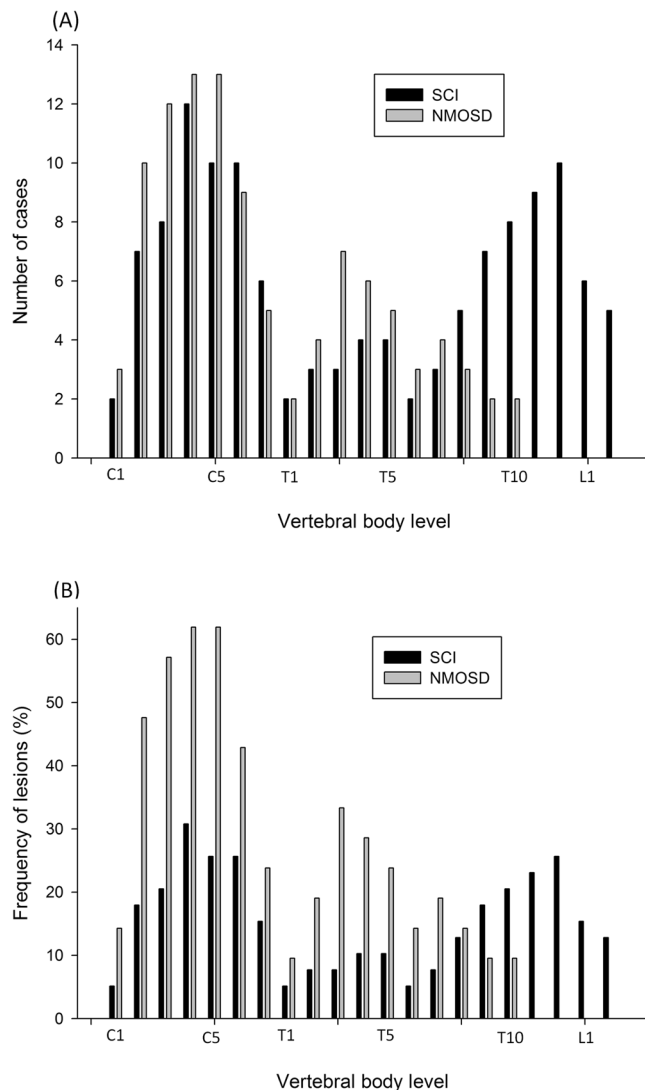 (A)
14
12
10
8
6
4
2
0
Number of cases
SCI
NMOSD
C1 C5 T1 T5 T10 L1
Vertebral body level
(B)
60
50
40
30
20
10
0
Frequency of lesions (%)
SCI
NMOSD
C1 C5 T1 T5 T10 L1
Vertebral body level